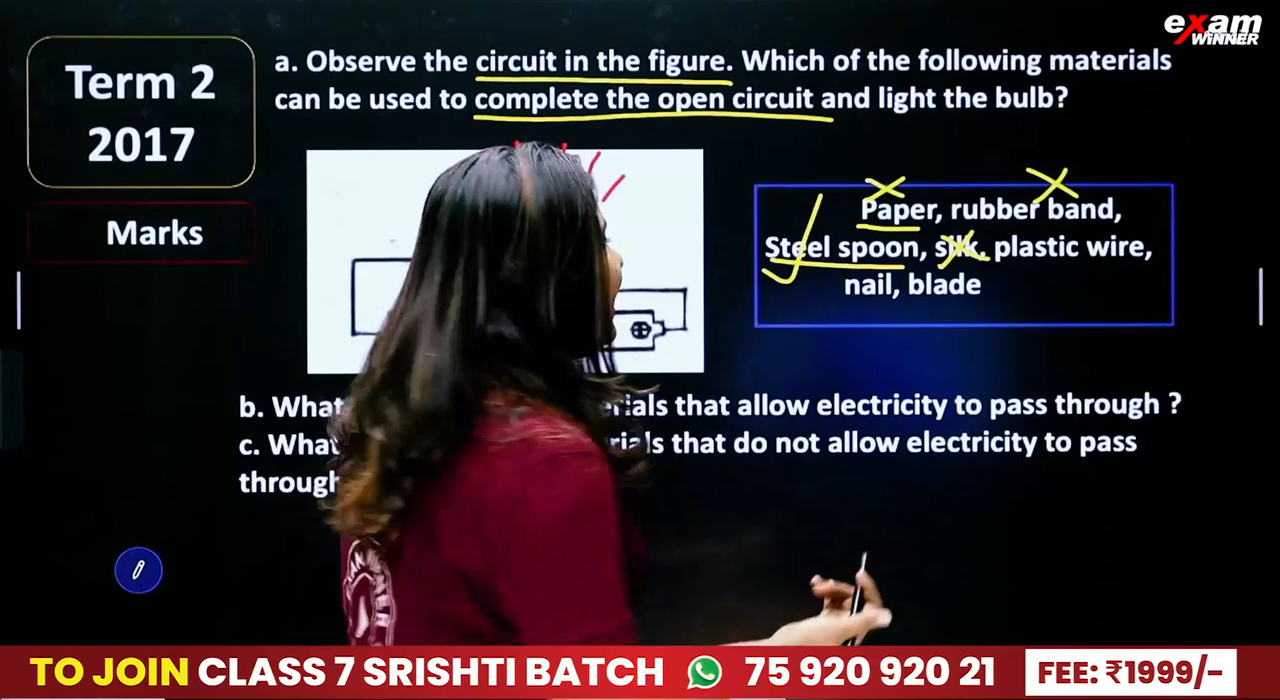 exam
WINNER
Term 2
2017
Marks
a. Observe the circuit in the figure. Which of the following materials
can be used to complete the open circuit and light the bulb?
Paper, rubber band,
Steel spoon, silk, plastic wire,
nail, blade
b. What rials that allow electricity to pass through ?
c. What rials that do not allow electricity to pass
through
TO JOIN CLASS 7 SRISHTI BATCH 75 920 920 21 FEE: ₹1999/-